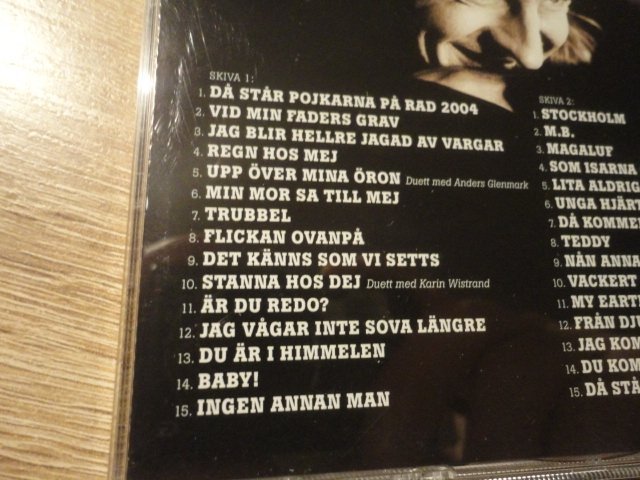 SKIVA 1:
1. DÅ STÅR POJKARNA PÅ RAD 2004
2. VID MIN FADERS GRAV
3. JAG BLIR HELLRE JAGAD AV VARGAR
4. REGN HOS MEJ
5. UPP ÖVER MINA ÖRON Duett med Anders Glenmark
6. MIN MOR SA TILL MEJ
7. TRUBBEL
8. FLICKAN OVANPÅ
9. DET KÄNNS SOM VI SETTS
10. STANNA HOS DEJ Duett med Karin Wistrand
11. ÄR DU REDO?
12. JAG VÅGAR INTE SOVA LÄNGRE
13. DU ÄR I HIMMELEN
14. BABY!
15. INGEN ANNAN MAN
SKIVA 2:
1. STOCKHOLM
2. M.B.
3. MAGALUF
4. SOM ISARNA
5. LITA ALDRIG
6. UNGA HJÄRT
7. DÅ KOMME
8. TEDDY
9. NÅN ANNA
10. VACKERT
11. MY EART
12. FRÅN DJU
13. JAG KOM
14. DU KOM
15. DÅ STÅ